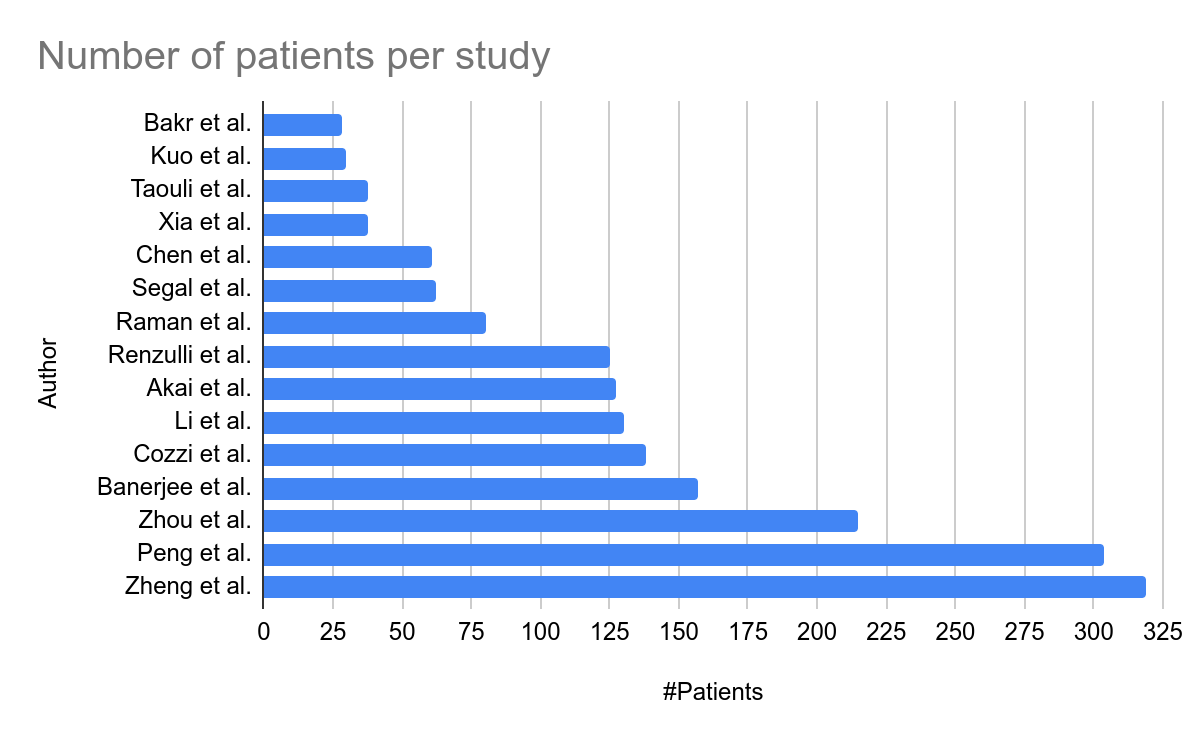 Number of patients per study
Author
Bakr et al.
Kuo et al.
Taouli et al.
Xia et al.
Chen et al.
Segal et al.
Raman et al.
Renzulli et al.
Akai et al.
Li et al.
Cozzi et al.
Banerjee et al.
Zhou et al.
Peng et al.
Zheng et al.
0 25 50 75 100 125 150 175 200 225 250 275 300 325
#Patients